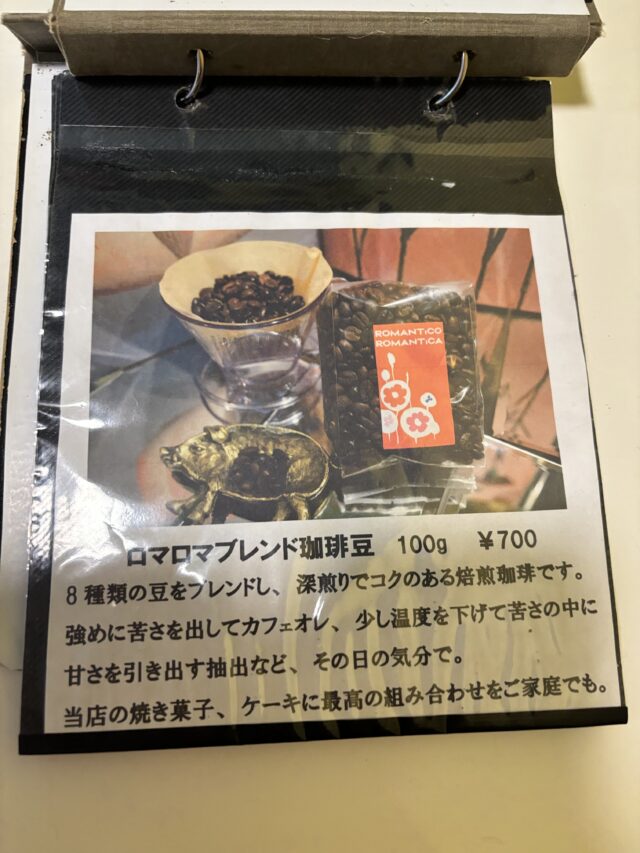 ROMANTiCO
ROMANTiCA
ロマロマブレンド珈琲豆 100g ¥700
8種類の豆をブレンドし、深煎りでコクのある焙煎珈琲です。
強めに苦さを出してカフェオレ、少し温度を下げて苦さの中に
甘さを引き出す抽出など、その日の気分で。
当店の焼き菓子、ケーキに最高の組み合わせをご家庭でも。